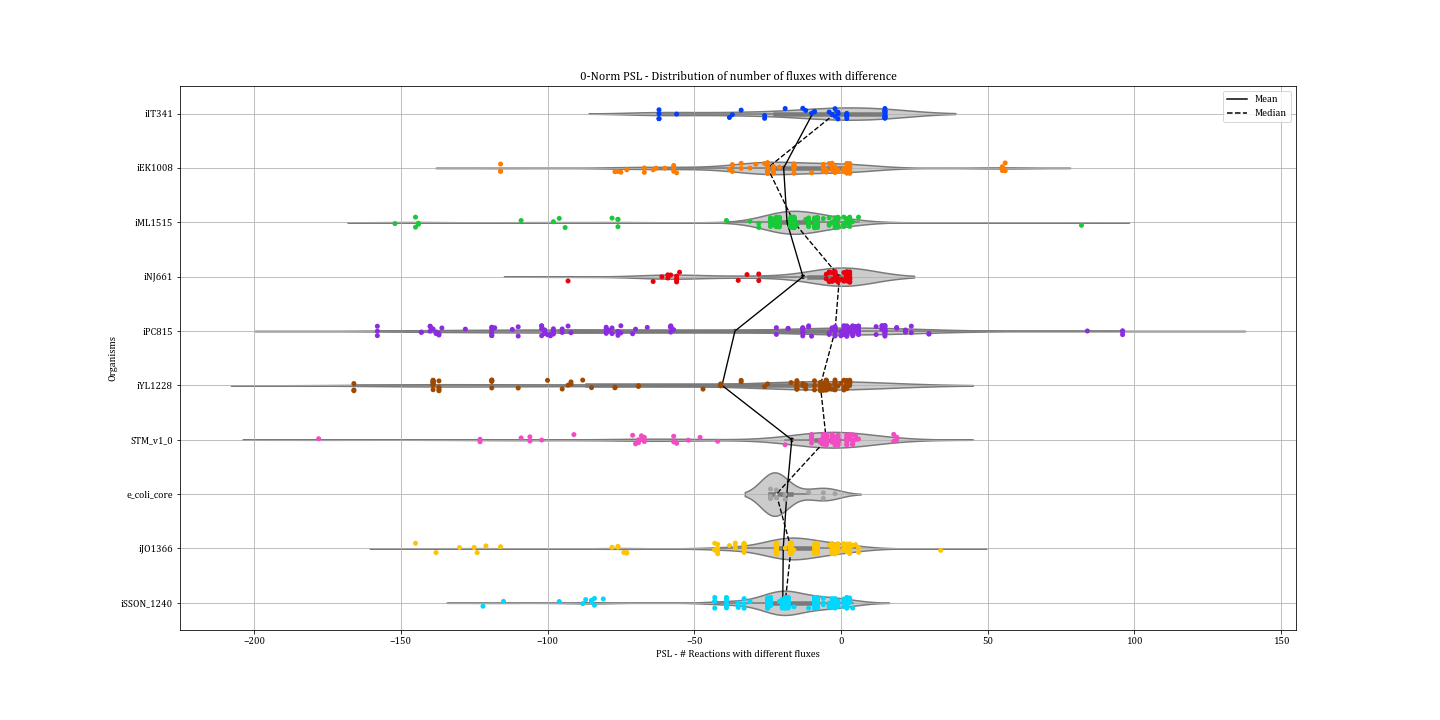 0-Norm PSL - Distribution of number of fluxes with difference
Mean
Median
iIT341
iEK1008
iML1515
iNJ661
iPC815
iYL1228
STM_v1_0
e_coli_core
iJO1366
iSSON_1240
Organisms
−200 −150 −100 −50 0 50 100 150
PSL - # Reactions with different fluxes